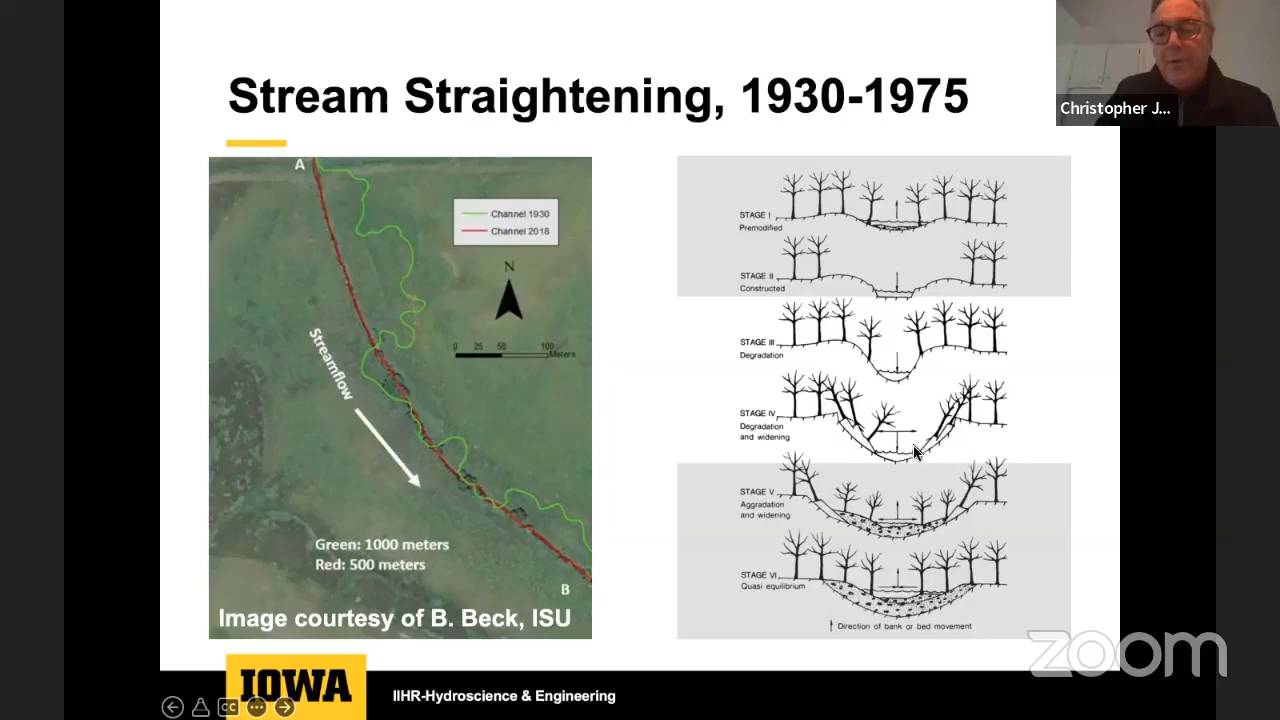 Christopher J...
Stream Straightening, 1930-1975
A
Channel 1930
Channel 2018
N
0 25 50 100
Meters
Streamflow
Green: 1000 meters
Red: 500 meters
B
Image courtesy of B. Beck, ISU
STAGE I
Premodified
STAGE II
Constructed
STAGE III
Degradation
STAGE IV
Degradation
and widening
STAGE V
Aggradation
and widening
STAGE VI
Quasi equilibrium
Direction of bank or bed movement
zoom
IOWA
IIHR-Hydroscience & Engineering
CC